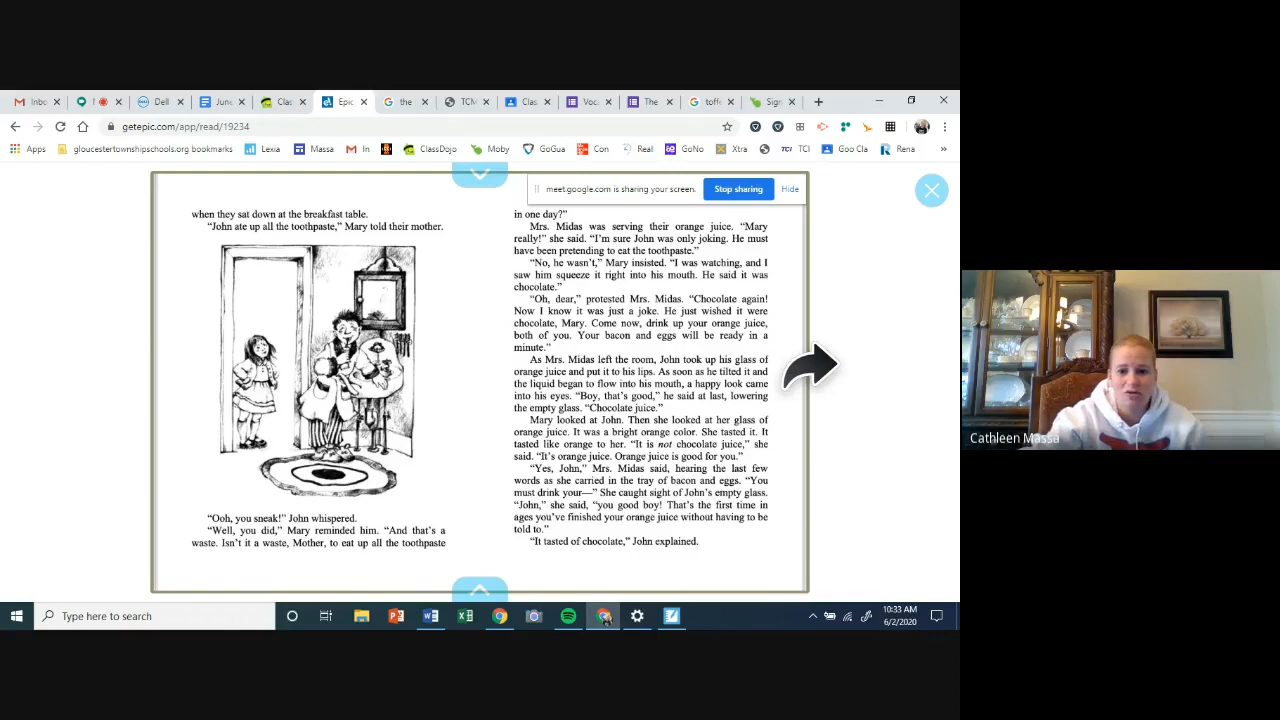 Inbo
Dell
June
Clas
Epic
the
TCM
Clas
Voca
The
toffe
Sign
getepic.com/app/read/19234
Apps
gloucestertownshipschools.org bookmarks
Lexia
Massa
In
ClassDojo
Moby
GoGua
Con
Real
GoNo
Xtra
TCI
Goo Cla
Rena
meet.google.com is sharing your screen.
Stop sharing
Hide
when they sat down at the breakfast table.
“John ate up all the toothpaste,” Mary told their mother.
“Ooh, you sneak!” John whispered.
“Well, you did,” Mary reminded him. “And that’s a
waste. Isn’t it a waste, Mother, to eat up all the toothpaste
in one day?”
Mrs. Midas was serving their orange juice. “Mary
really!” she said. “I’m sure John was only joking. He must
have been pretending to eat the toothpaste.”
“No, he wasn’t,” Mary insisted. “I was watching, and I
saw him squeeze it right into his mouth. He said it was
chocolate.”
“Oh, dear,” protested Mrs. Midas. “Chocolate again!
Now I know it was just a joke. He just wished it were
chocolate, Mary. Come now, drink up your orange juice,
both of you. Your bacon and eggs will be ready in a
minute.”
As Mrs. Midas left the room, John took up his glass of
orange juice and put it to his lips. As soon as he tilted it and
the liquid began to flow into his mouth, a happy look came
into his eyes. “Boy, that’s good,” he said at last, lowering
the empty glass. “Chocolate juice.”
Mary looked at John. Then she looked at her glass of
orange juice. It was a bright orange color. She tasted it. It
tasted like orange to her. “It is not chocolate juice,” she
said. “It’s orange juice. Orange juice is good for you.”
“Yes, John,” Mrs. Midas said, hearing the last few
words as she carried in the tray of bacon and eggs. “You
must drink your—” She caught sight of John’s empty glass.
“John,” she said, “you good boy! That’s the first time in
ages you’ve finished your orange juice without having to be
told to.”
“It tasted of chocolate,” John explained.
Cathleen Massa
Type here to search
10:33 AM
6/2/2020